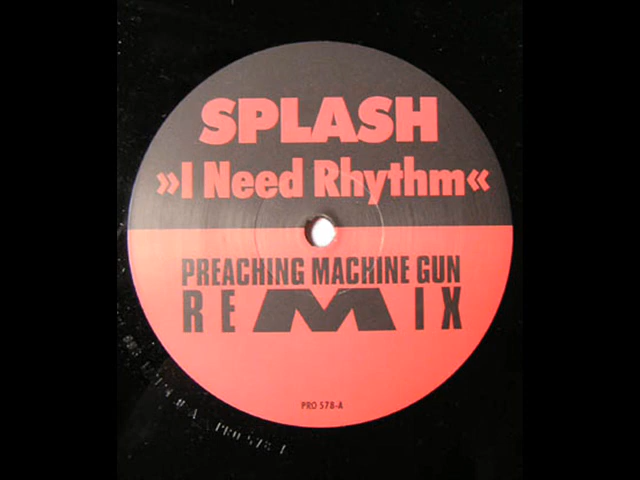 SPLASH
»I Need Rhythm«
PREACHING MACHINE GUN
REMIX
PRO 578-A